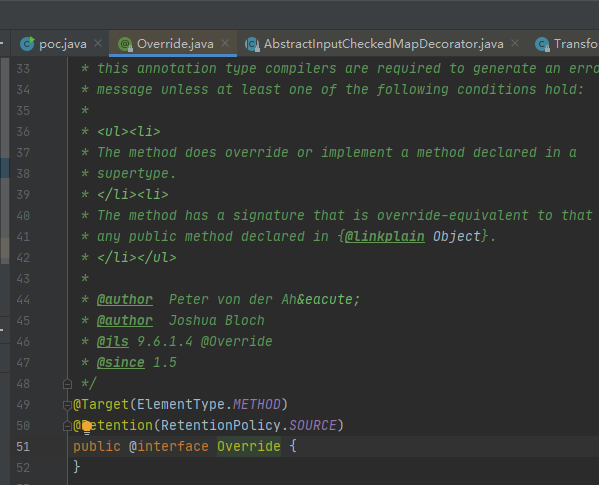 poc.java Override.java AbstractInputCheckedMapDecorator.java Transfo
33 * this annotation type compilers are required to generate an erro
34 * message unless at least one of the following conditions hold:
35 *
36 * <ul><li>
37 * The method does override or implement a method declared in a
38 * supertype.
39 * </li><li>
40 * The method has a signature that is override-equivalent to that
41 * any public method declared in {@linkplain Object}.
42 * </li></ul>
43 *
44 * @author  Peter von der Ah&eacute;
45 * @author  Joshua Bloch
46 * @jls 9.6.1.4 @Override
47 * @since 1.5
48 */
49 @Target(ElementType.METHOD)
50 @Retention(RetentionPolicy.SOURCE)
51 public @interface Override {
52 }